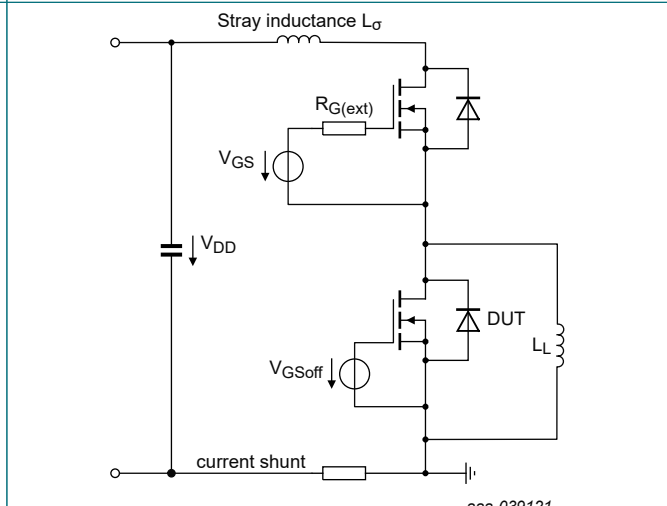 Stray inductance Lσ
RG(ext)
VGS
VDD
DUT
LL
VGSoff
current shunt